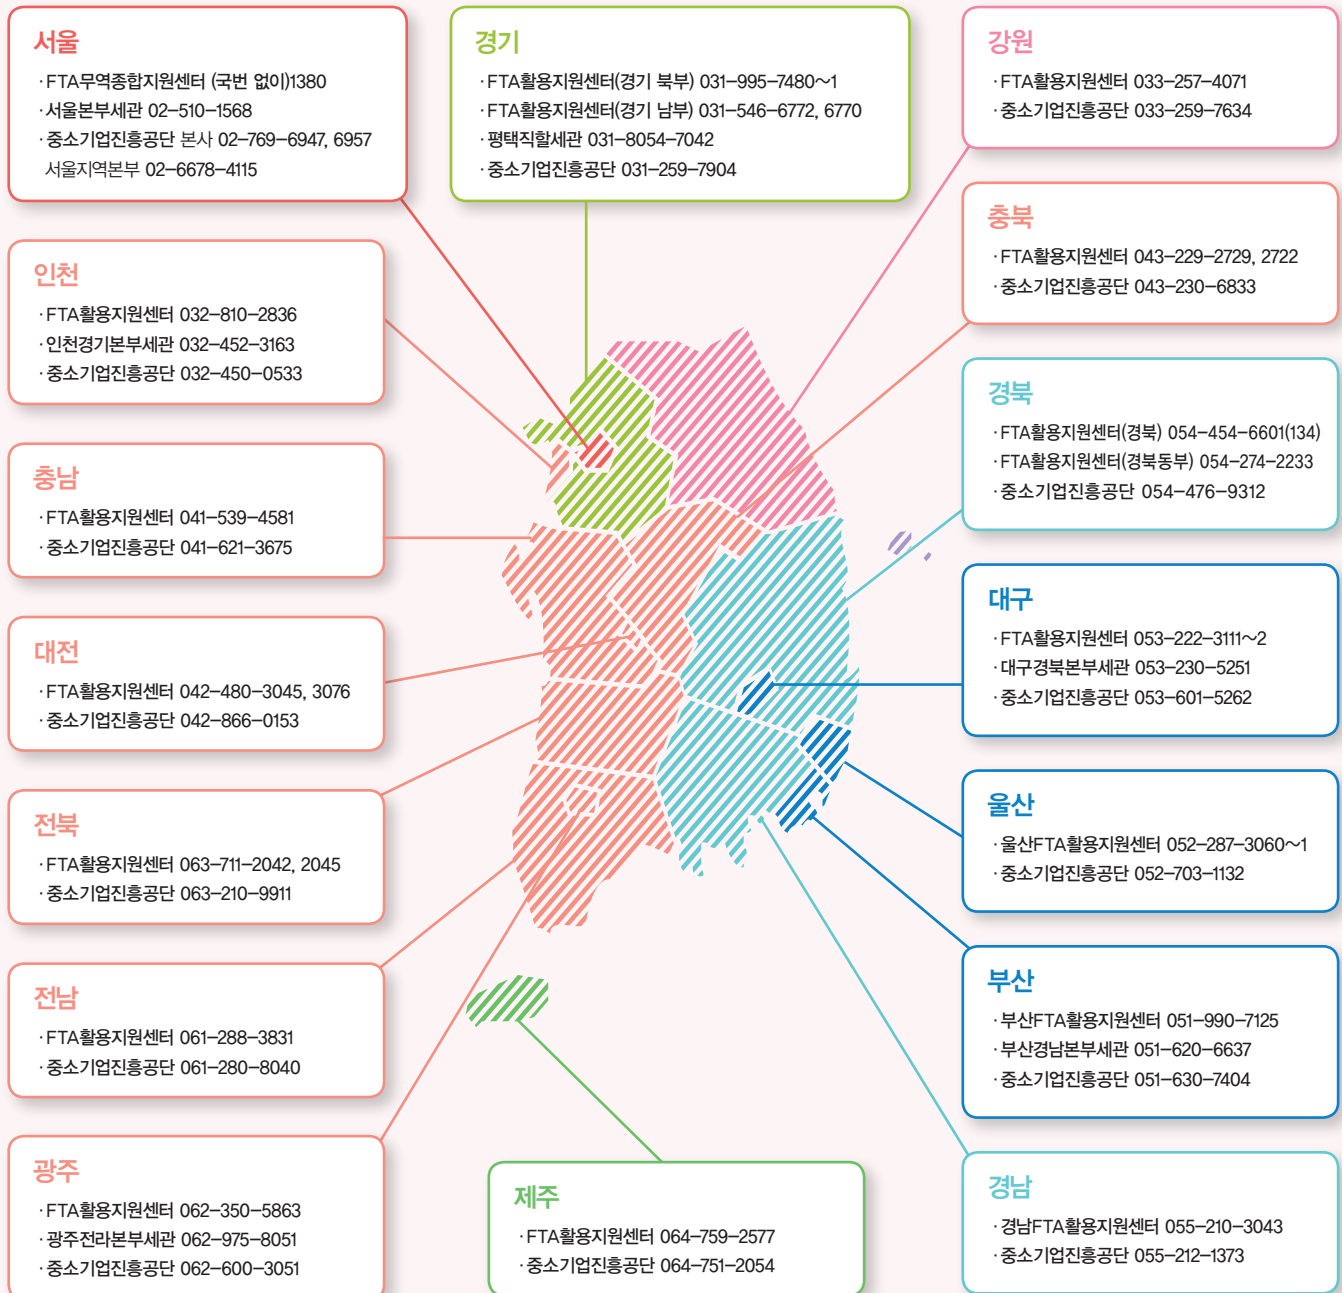 서울
·FTA무역종합지원센터 (국번 없이)1380
·서울본부세관 02-510-1568
·중소기업진흥공단 본사 02-769-6947, 6957
서울지역본부 02-6678-4115
경기
·FTA활용지원센터(경기 북부) 031-995-7480~1
·FTA활용지원센터(경기 남부) 031-546-6772, 6770
·평택직할세관 031-8054-7042
·중소기업진흥공단 031-259-7904
강원
·FTA활용지원센터 033-257-4071
·중소기업진흥공단 033-259-7634
인천
·FTA활용지원센터 032-810-2836
·인천경기본부세관 032-452-3163
·중소기업진흥공단 032-450-0533
충북
·FTA활용지원센터 043-229-2729, 2722
·중소기업진흥공단 043-230-6833
충남
·FTA활용지원센터 041-539-4581
·중소기업진흥공단 041-621-3675
경북
·FTA활용지원센터(경북) 054-454-6601(134)
·FTA활용지원센터(경북동부) 054-274-2233
·중소기업진흥공단 054-476-9312
대전
·FTA활용지원센터 042-480-3045, 3076
·중소기업진흥공단 042-866-0153
대구
·FTA활용지원센터 053-222-3111~2
·대구경북본부세관 053-230-5251
·중소기업진흥공단 053-601-5262
전북
·FTA활용지원센터 063-711-2042, 2045
·중소기업진흥공단 063-210-9911
울산
·울산FTA활용지원센터 052-287-3060~1
·중소기업진흥공단 052-703-1132
전남
·FTA활용지원센터 061-288-3831
·중소기업진흥공단 061-280-8040
부산
·부산FTA활용지원센터 051-990-7125
·부산경남본부세관 051-620-6637
·중소기업진흥공단 051-630-7404
광주
·FTA활용지원센터 062-350-5863
·광주전라본부세관 062-975-8051
·중소기업진흥공단 062-600-3051
제주
·FTA활용지원센터 064-759-2577
·중소기업진흥공단 064-751-2054
경남
·경남FTA활용지원센터 055-210-3043
·중소기업진흥공단 055-212-1373